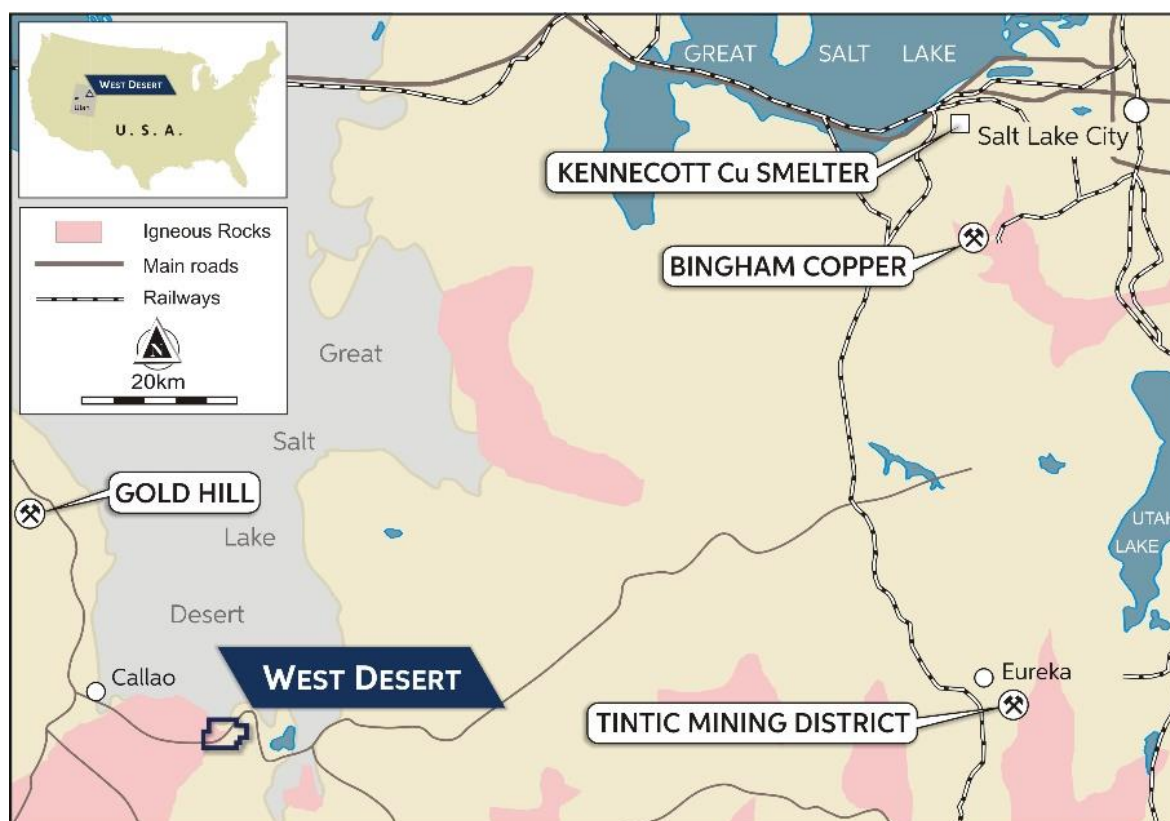 WEST DESERT
Utah
U. S. A.
Igneous Rocks
Main roads
Railways
N
20km
GREAT SALT LAKE
Salt Lake City
KENNECOTT Cu SMELTER
BINGHAM COPPER
Great
Salt
Lake
Desert
GOLD HILL
UTAH
LAKE
Callao
WEST DESERT
Eureka
TINTIC MINING DISTRICT